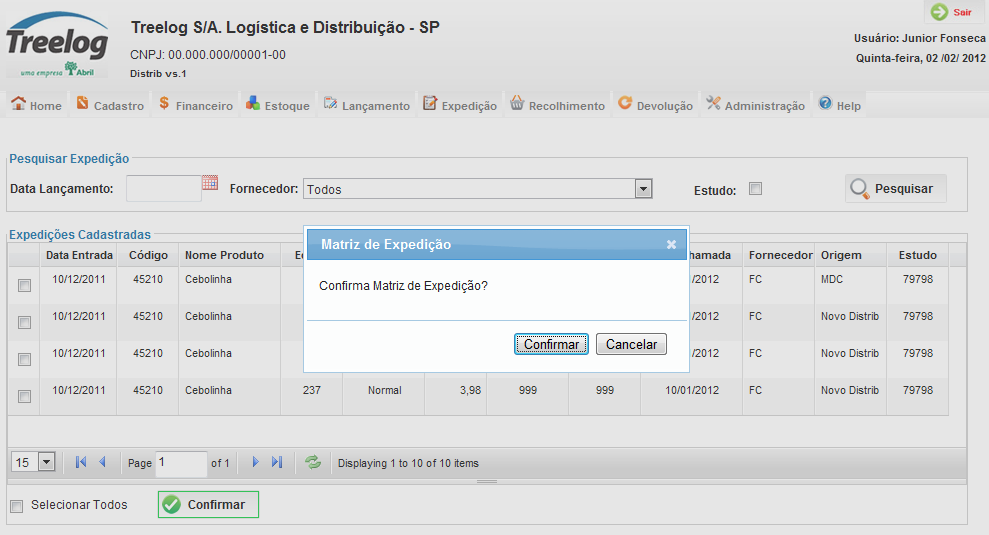 Sair
Treelog
uma empresa Abril
Treelog S/A. Logística e Distribuição - SP
CNPJ: 00.000.000/00001-00
Distrib vs.1
Usuário: Junior Fonseca
Quinta-feira, 02 /02/ 2012
Home Cadastro Financeiro Estoque Lançamento Expedição Recolhimento Devolução Administração Help
Pesquisar Expedição
Data Lançamento: Fornecedor: Todos Estudo: Pesquisar
Expedições Cadastradas
Data Entrada Código Nome Produto Fornecedor Origem Estudo
10/12/2011 45210 Cebolinha /2012 FC MDC 79798
10/12/2011 45210 Cebolinha /2012 FC Novo Distrib 79798
10/12/2011 45210 Cebolinha /2012 FC Novo Distrib 79798
10/12/2011 45210 Cebolinha 237 Normal 3,98 999 999 10/01/2012 FC Novo Distrib 79798
Matriz de Expedição
Confirma Matriz de Expedição?
Confirmar Cancelar
15 Page 1 of 1 Displaying 1 to 10 of 10 items
Selecionar Todos Confirmar